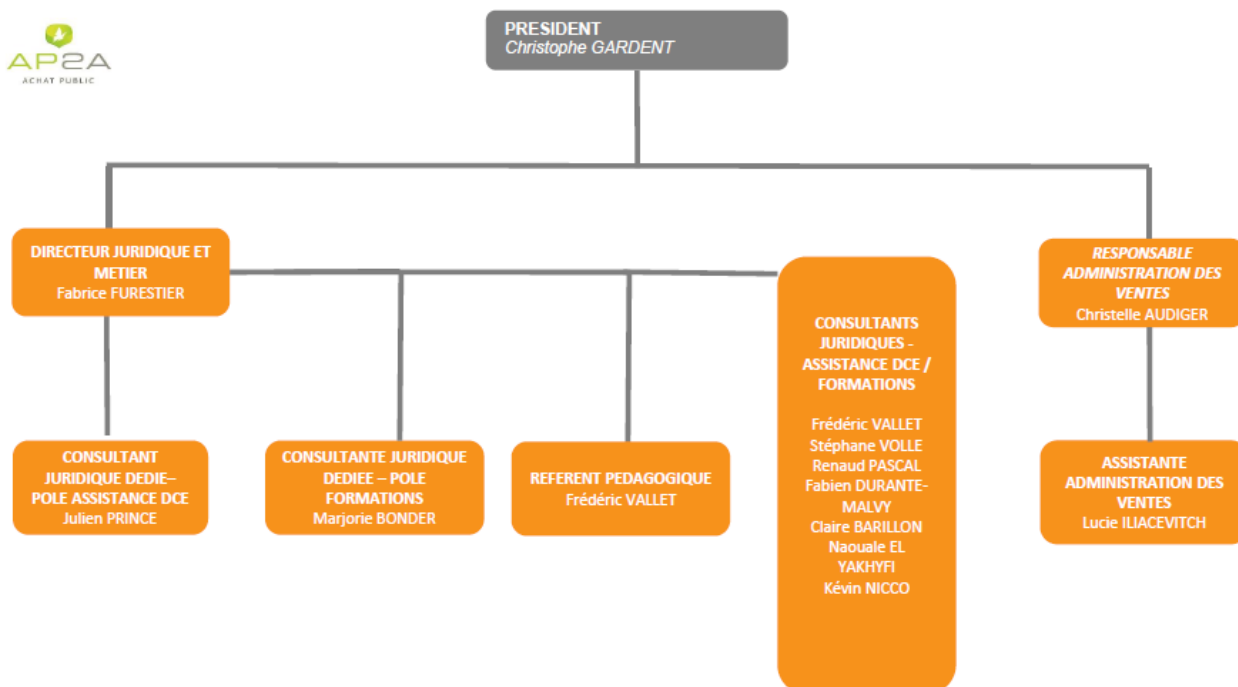 AP2A
ACHAT PUBLIC
PRESIDENT
Christophe GARDENT
DIRECTEUR JURIDIQUE ET
METIER
Fabrice FURESTIER
RESPONSABLE
ADMINISTRATION DES
VENTES
Christelle AUDIGER
CONSULTANT
JURIDIQUE DEDIE–
POLE ASSISTANCE DCE
Julien PRINCE
CONSULTANTE JURIDIQUE
DEDIEE – POLE
FORMATIONS
Marjorie BONDER
REFERENT PEDAGOGIQUE
Frédéric VALLET
CONSULTANTS
JURIDIQUES -
ASSISTANCE DCE /
FORMATIONS
Frédéric VALLET
Stéphane VOLLE
Renaud PASCAL
Fabien DURANTE-
MALVY
Claire BARILLON
Naouale EL
YAKHYFI
Kévin NICCO
ASSISTANTE
ADMINISTRATION DES
VENTES
Lucie ILIACEVITCH